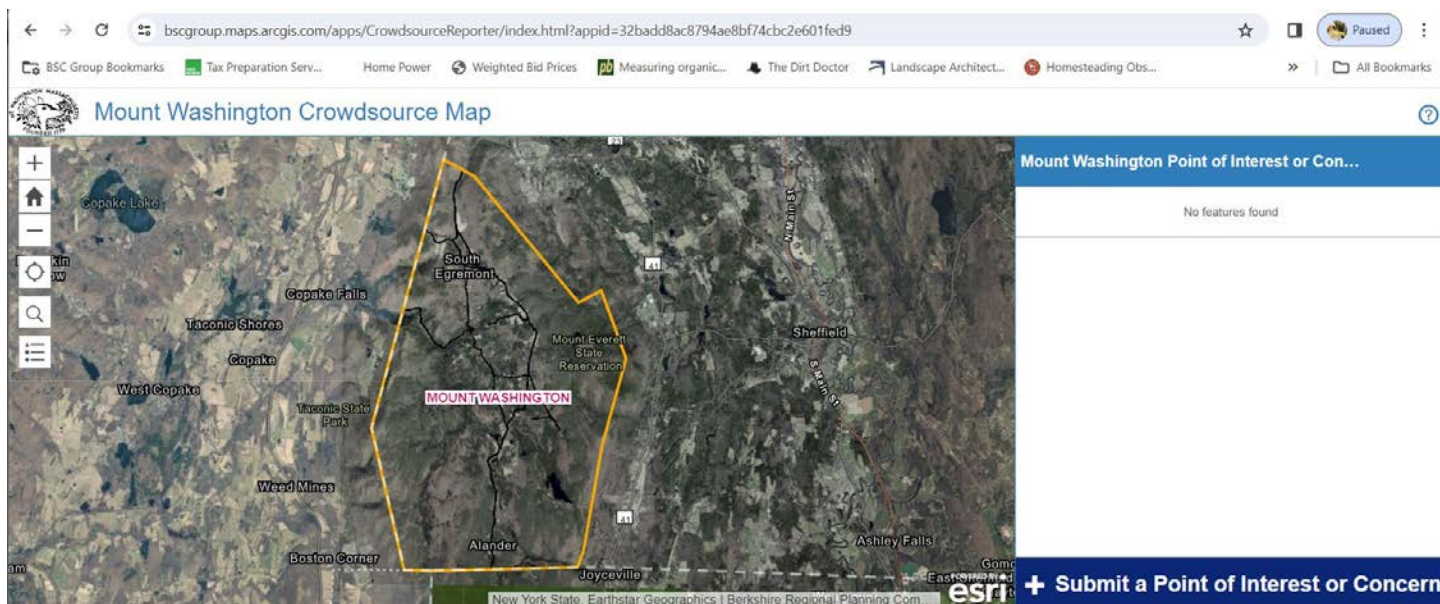 bscgroup.maps.arcgis.com/apps/CrowdsourceReporter/index.html?appid=32badd8ac8794ae8bf74cbc2e601fed9
Paused
BSC Group Bookmarks
Tax Preparation Serv...
Home Power
Weighted Bid Prices
pb Measuring organic...
The Dirt Doctor
Landscape Architect...
Homesteading Obs...
»
All Bookmarks
Mount Washington Crowdsource Map
Mount Washington Point of Interest or Con...
No features found
23
Copake Lake
N Main St
South
Egremont
41
Copake Falls
Taconic Shores
Sheffield
Mount Everett
State
Reservation
Copake
West Copake
MOUNT WASHINGTON
S Main St
Taconic State
Park
Weed Mines
41
Ashley Falls
Alander
Boston Corner
Joyceville
esri
New York State, Earthstar Geographics | Berkshire Regional Planning Com
+ Submit a Point of Interest or Concern